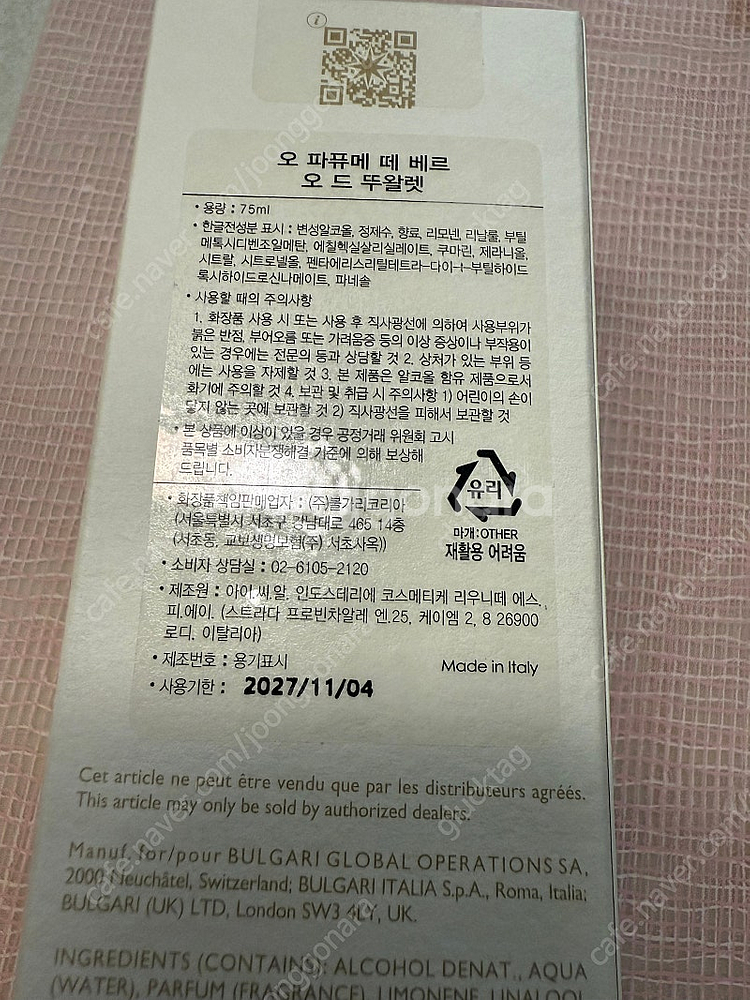 오 파퓨메 떼 베르
오 드 뚜왈렛
• 용량 : 75ml
• 한글전성분 표시 : 변성알코올, 정제수, 향료, 리모넨, 리날룰, 부틸
메톡시디벤조일메탄, 에칠헥실살리실레이트, 쿠마린, 제라니올,
시트랄, 시트로넬올, 펜타에리스리틸테트라-다이-t-부틸하이드
록시하이드로신나메이트, 파네솔
• 사용할 때의 주의사항
1. 화장품 사용 시 또는 사용 후 직사광선에 의하여 사용부위가
붉은 반점, 부어오름 또는 가려움증 등의 이상 증상이나 부작용이
있는 경우에는 전문의 등과 상담할 것 2. 상처가 있는 부위 등
에는 사용을 자제할 것 3. 본 제품은 알코올 함유 제품으로서
화기에 주의할 것 4. 보관 및 취급 시 주의사항 1) 어린이의 손이
닿지 않는 곳에 보관할 것 2) 직사광선을 피해서 보관할 것
• 본 상품에 이상이 있을 경우 공정거래 위원회 고시
품목별 소비자분쟁해결 기준에 의해 보상해
드립니다.
유리
마개:OTHER
재활용 어려움
• 화장품책임판매업자 : (주)불가리코리아
(서울특별시 서초구 강남대로 465 14층
(서초동, 교보생명보험(주) 서초사옥))
• 소비자 상담실 : 02-6105-2120
• 제조원 : 아이.씨.알. 인도스테리에 코스메티케 리우니떼 에스.
피.에이. (스트라다 프로빈차알레 엔.25, 케이엠 2, 8 26900
로디. 이탈리아)
• 제조번호 : 용기표시
Made in Italy
• 사용기한 : 2027/11/04
Cet article ne peut être vendu que par les distributeurs agréés.
This article may only be sold by authorized dealers.
Manuf. for/pour BULGARI GLOBAL OPERATIONS SA,
2000 Neuchâtel, Switzerland; BULGARI ITALIA S.p.A., Roma, Italia;
BULGARI (UK) LTD, London SW3 4LY, UK.
INGREDIENTS (CONTAINS): ALCOHOL DENAT., AQUA
(WATER), PARFUM (FRAGRANCE), LIMONENE, LINALOOL